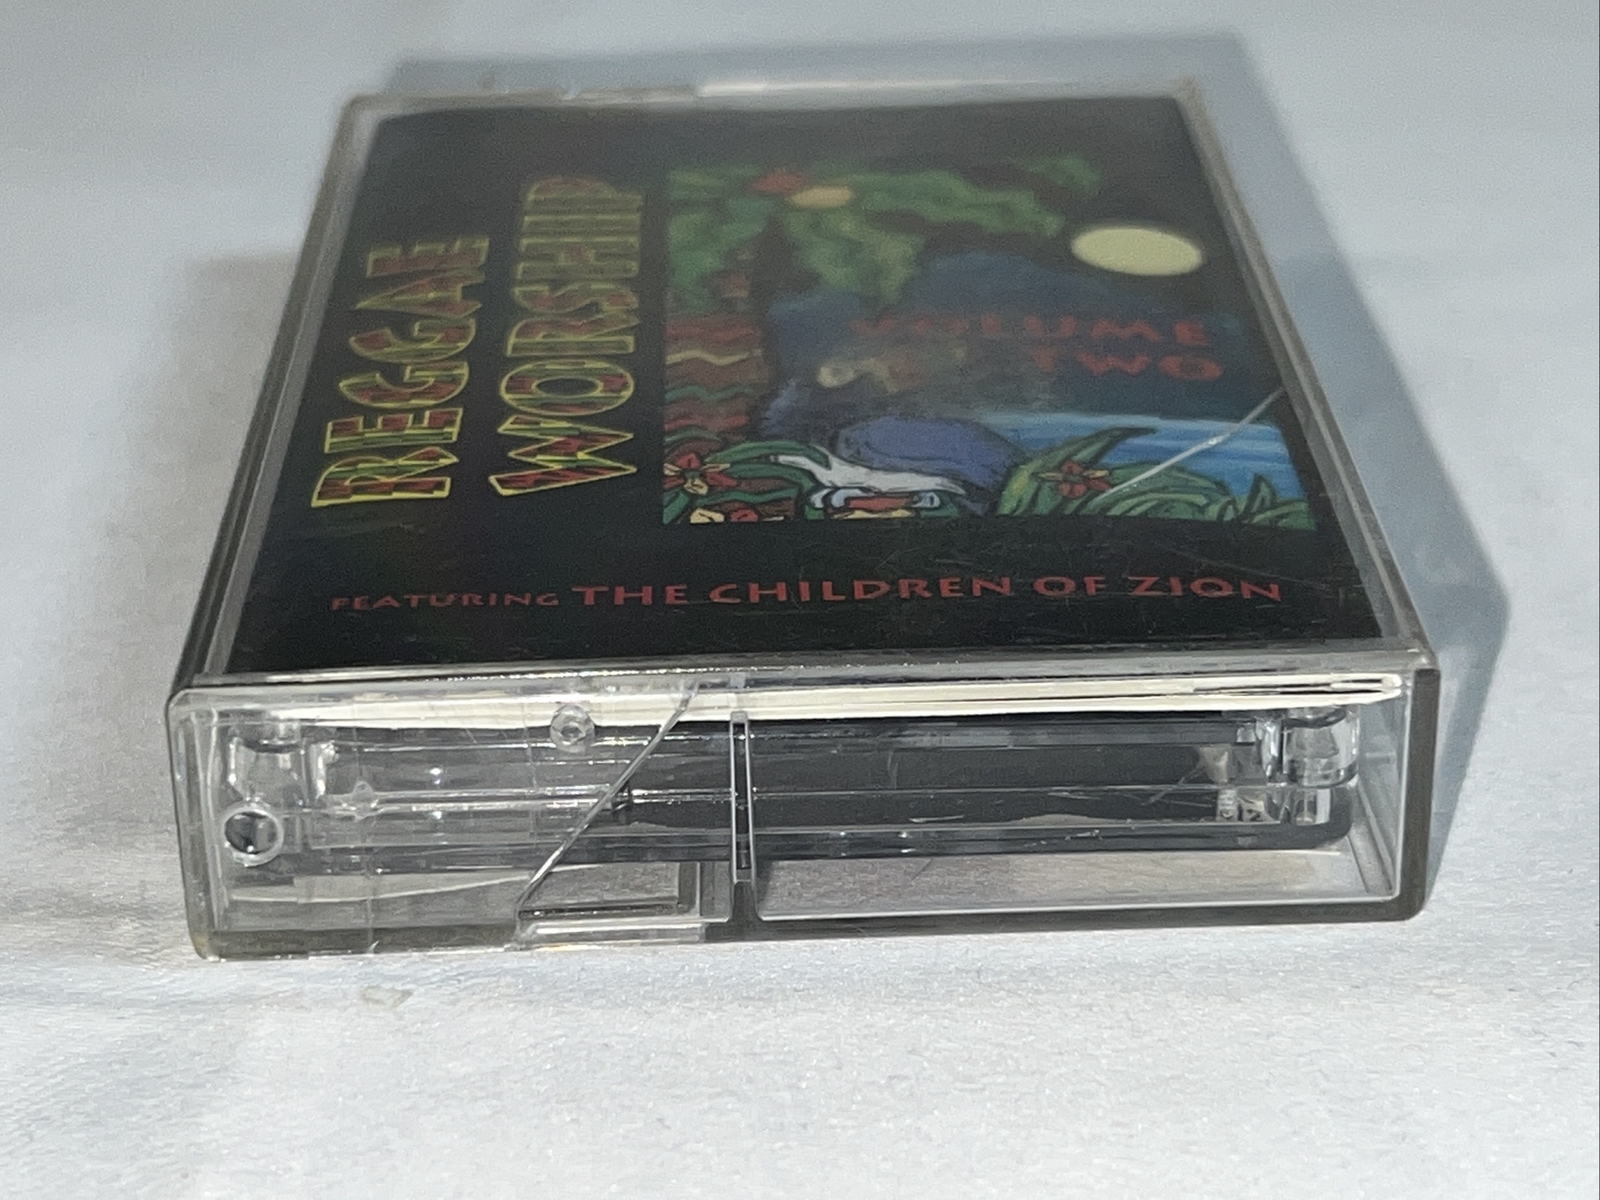 REGGAE
WORSHIP
VOLUME
TWO
FEATURING THE CHILDREN OF ZION